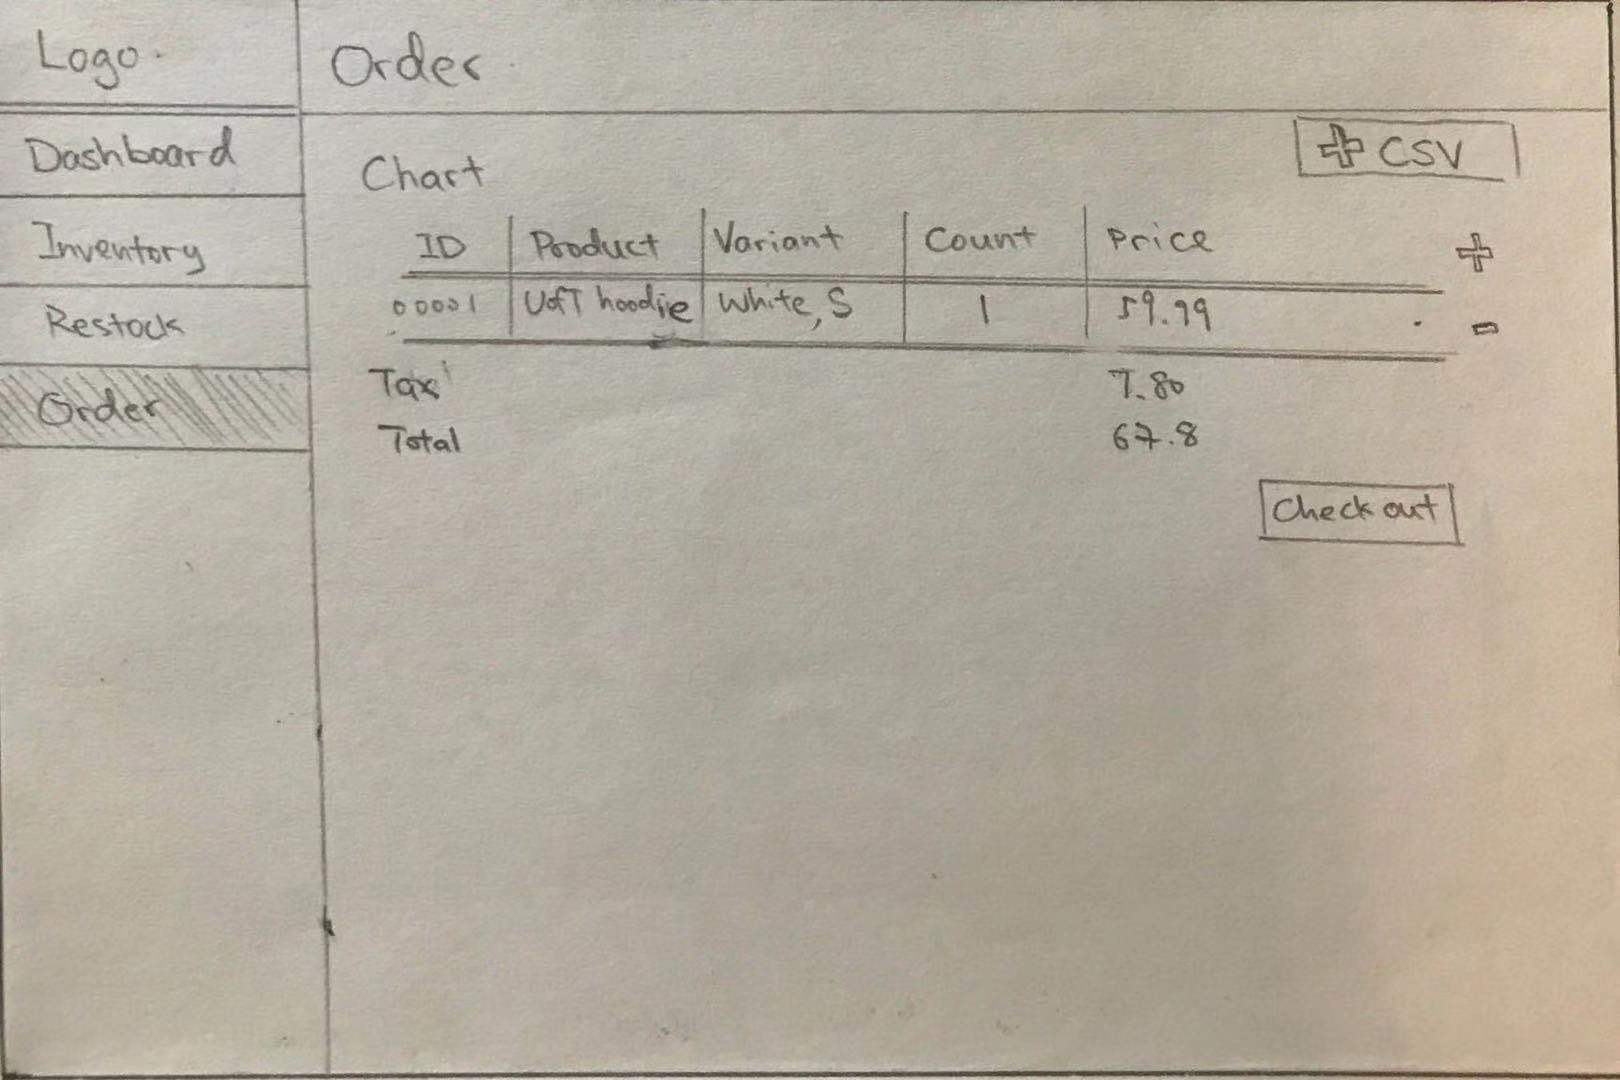 Logo.
Order
Dashboard
Inventory
Restock
Order
Chart
+ CSV
ID Product Variant Count Price +
00001 UofT hoodie White, S 1 59.99 -
Tax 7.80
Total 67.8
Check out